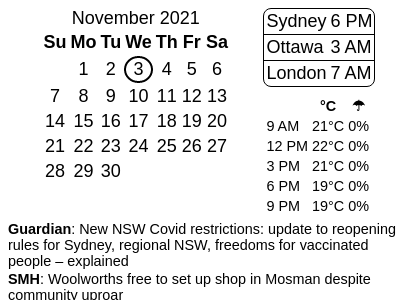 November 2021
Su Mo Tu We Th Fr Sa
1 2 3 4 5 6
7 8 9 10 11 12 13
14 15 16 17 18 19 20
21 22 23 24 25 26 27
28 29 30
Sydney 6 PM
Ottawa 3 AM
London 7 AM
°C ☂
9 AM 21°C 0%
12 PM 22°C 0%
3 PM 21°C 0%
6 PM 19°C 0%
9 PM 19°C 0%
Guardian: New NSW Covid restrictions: update to reopening
rules for Sydney, regional NSW, freedoms for vaccinated
people – explained
SMH: Woolworths free to set up shop in Mosman despite
community uproar